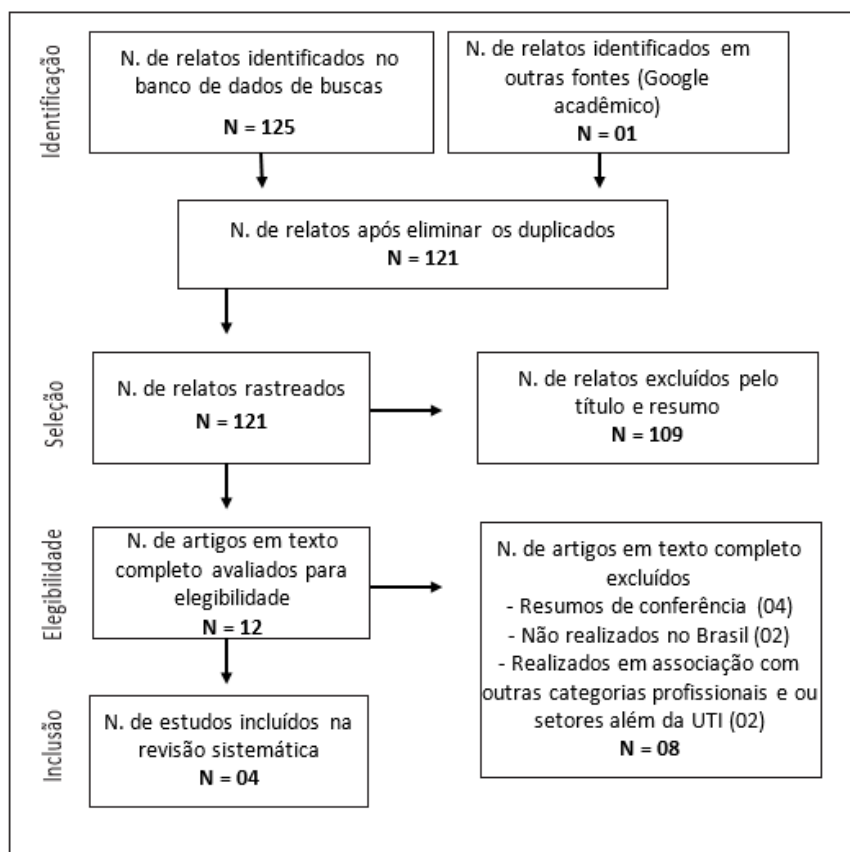 Identificação
N. de relatos identificados no
banco de dados de buscas
N = 125
N. de relatos identificados em
outras fontes (Google
acadêmico)
N = 01
N. de relatos após eliminar os duplicados
N = 121
Seleção
N. de relatos rastreados
N = 121
N. de relatos excluídos pelo
título e resumo
N = 109
Elegibilidade
N. de artigos em texto
completo avaliados para
elegibilidade
N = 12
N. de artigos em texto completo
excluídos
- Resumos de conferência (04)
- Não realizados no Brasil (02)
- Realizados em associação com
outras categorias profissionais e ou
setores além da UTI (02)
N = 08
Inclusão
N. de estudos incluídos na
revisão sistemática
N = 04